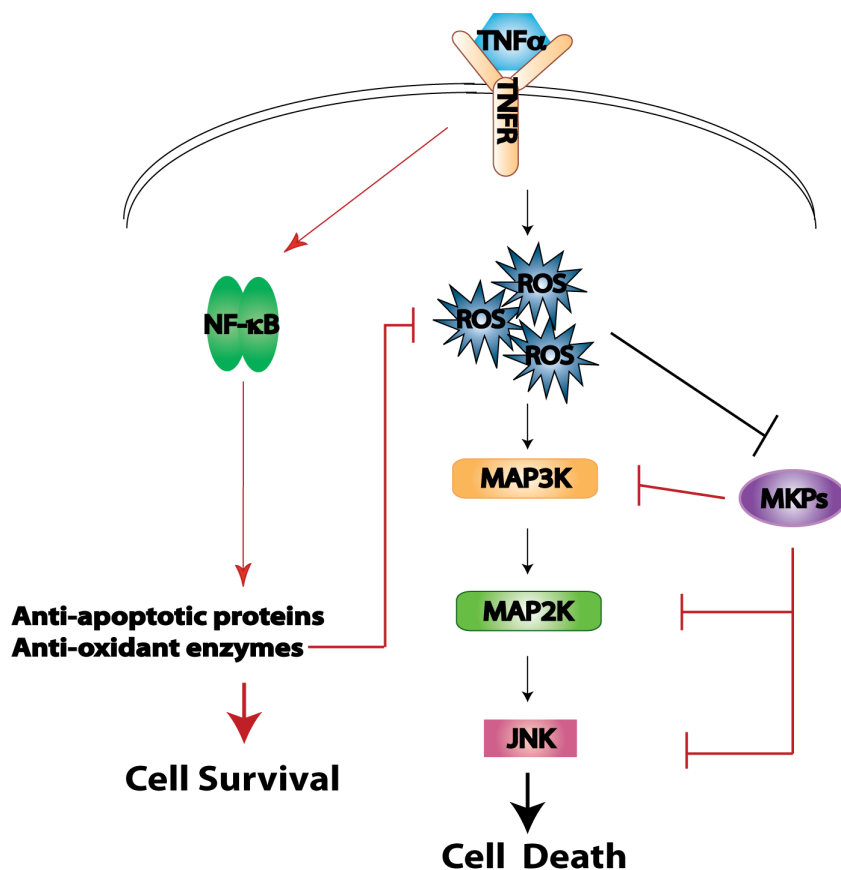 TNFα
TNFR
ROS
ROS
ROS
NF-κB
MAP3K
MKPs
MAP2K
Anti-apoptotic proteins
Anti-oxidant enzymes
JNK
Cell Survival
Cell Death